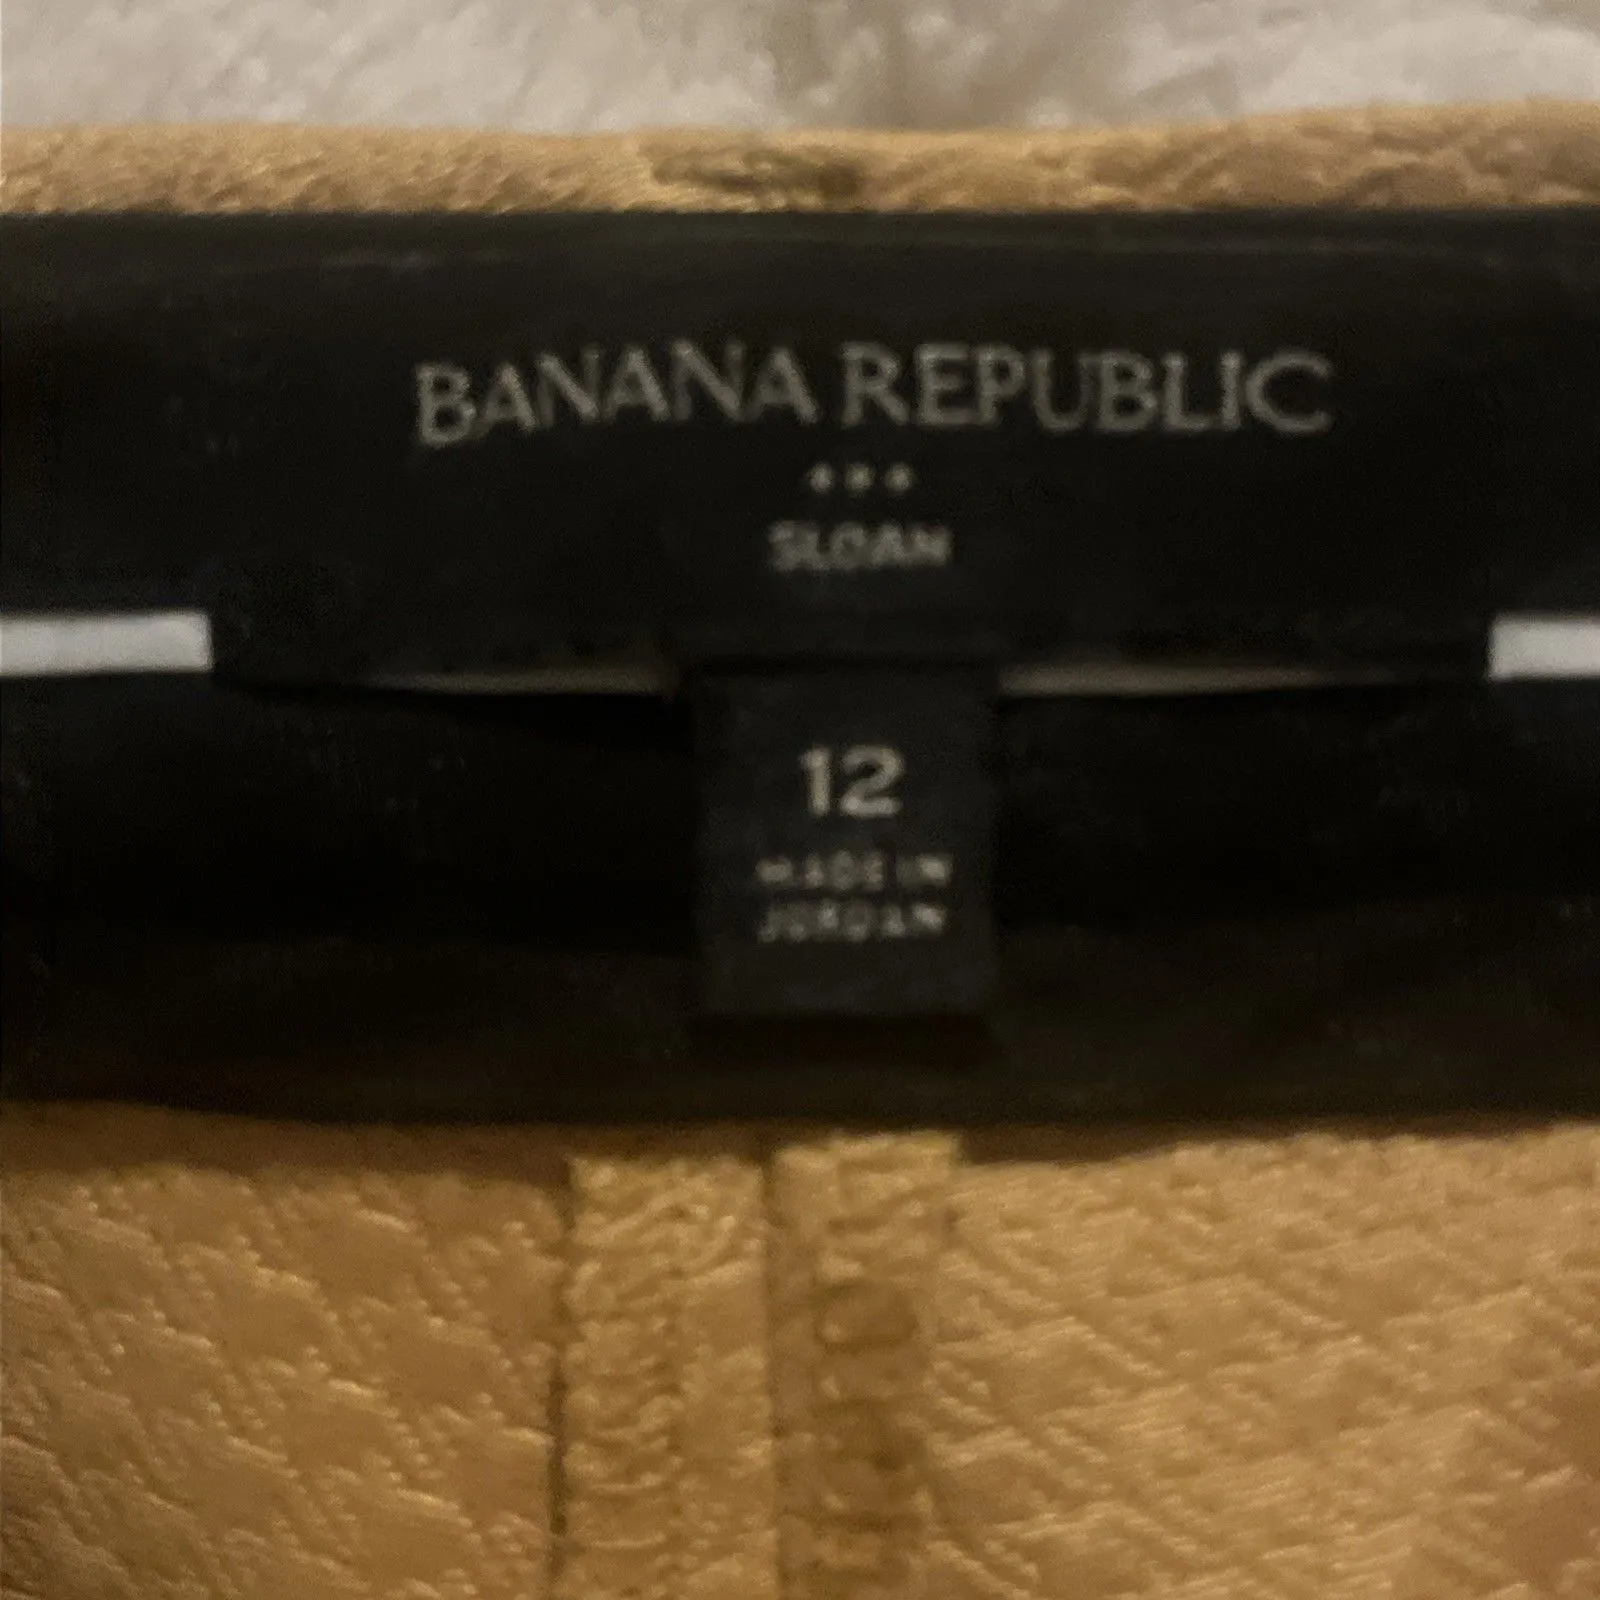 BANANA REPUBLIC
SLOAN
12
MADE IN
JORDAN